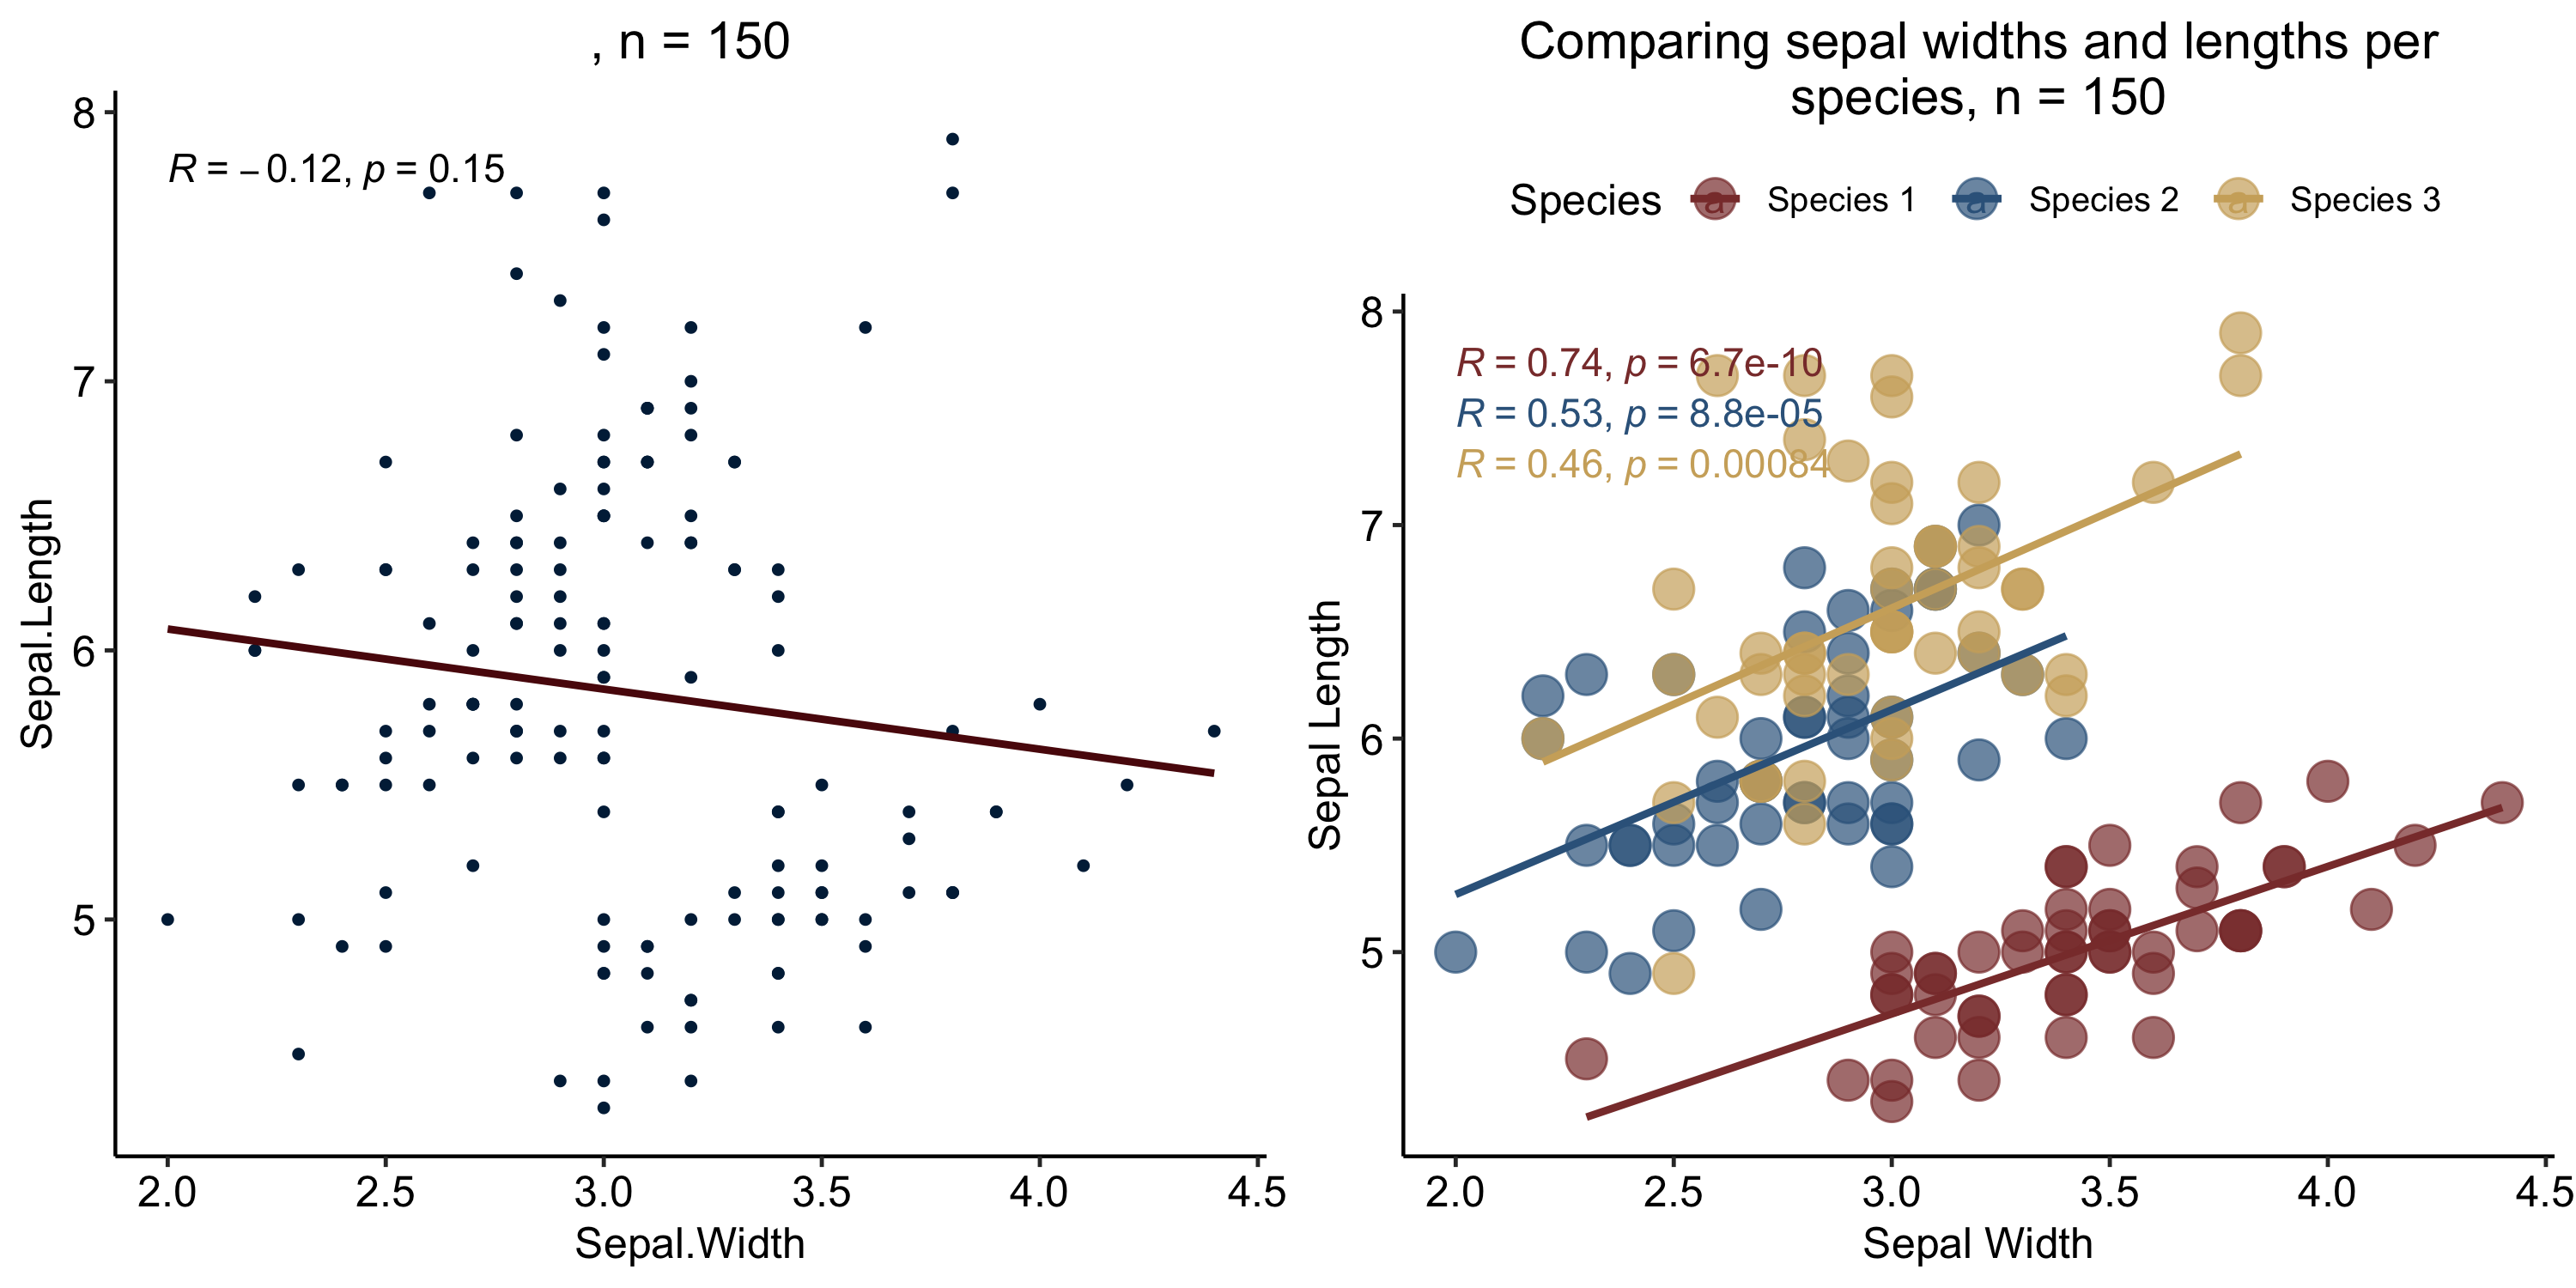 , n = 150
R = −0.12, p = 0.15
8
7
6
5
Sepal.Length
2.0 2.5 3.0 3.5 4.0 4.5
Sepal.Width
Comparing sepal widths and lengths per
species, n = 150
Species a Species 1 a Species 2 a Species 3
R = 0.74, p = 6.7e-10
R = 0.53, p = 8.8e-05
R = 0.46, p = 0.00084
8
7
6
5
Sepal Length
2.0 2.5 3.0 3.5 4.0 4.5
Sepal Width